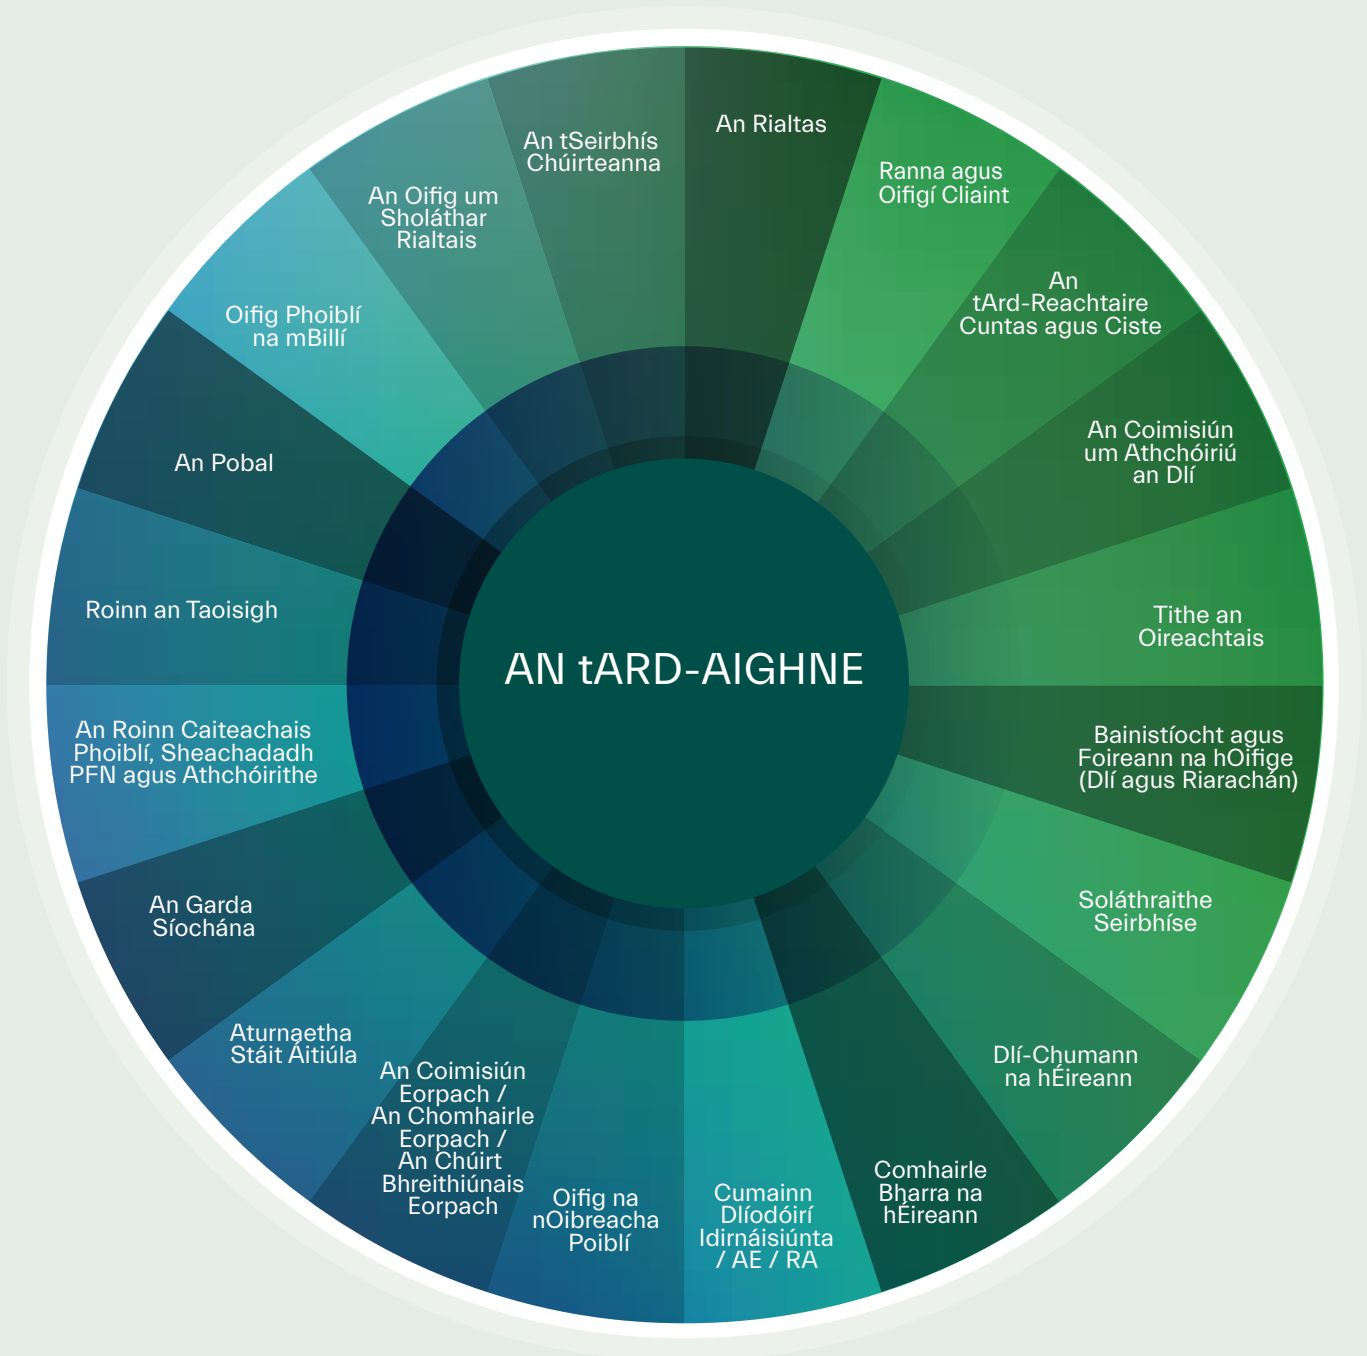 An Rialtas
Ranna agus
Oifigí Cliaint
An
tArd-Reachtaire
Cuntas agus Ciste
An Coimisiún
um Athchóiriú
an Dlí
Tithe an
Oireachtais
Bainistíocht agus
Foireann na hOifige
(Dlí agus Riarachán)
Soláthraithe
Seirbhíse
Dlí-Chumann
na hÉireann
Comhairle
Bharra na
hÉireann
Cumainn
Dlíodóirí
Idirnáisiúnta
/ AE / RA
Oifig na
nOibreacha
Poiblí
An Coimisiún
Eorpach /
An Chomhairle
Eorpach /
An Chúirt
Bhreithiúnais
Eorpach
Aturnaetha
Stáit Áitiúla
An Garda
Síochána
An Roinn Caiteachais
Phoiblí, Sheachadadh
PFN agus Athchóirithe
Roinn an Taoisigh
An Pobal
Oifig Phoiblí
na mBillí
An Oifig um
Sholáthar
Rialtais
An tSeirbhís
Chúirteanna
AN tARD-AIGHNE